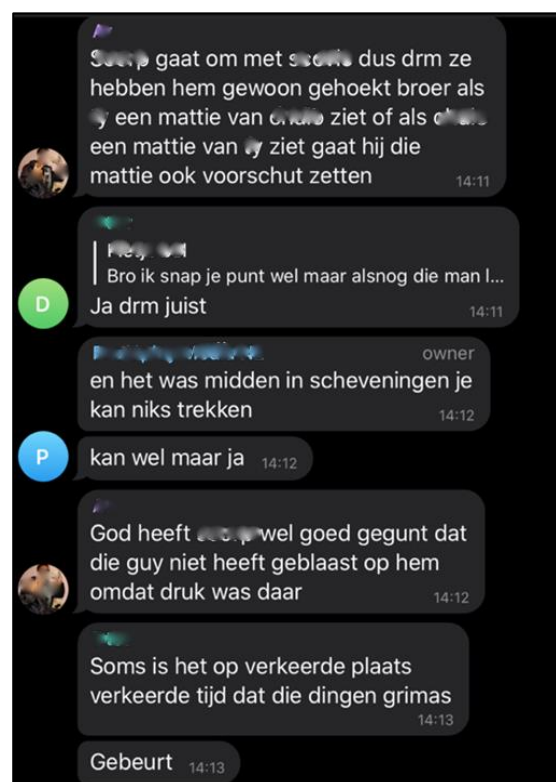 gaat om met dus drm ze
hebben hem gewoon gehoekt broer als
een mattie van ziet of als
een mattie van ziet gaat hij die
mattie ook voorschut zetten
14:11
Bro ik snap je punt wel maar alsnog die man l...
D
Ja drm juist
14:11
owner
en het was midden in scheveningen je
kan niks trekken
14:12
P
kan wel maar ja 14:12
God heeft wel goed gegunt dat
die guy niet heeft geblaast op hem
omdat druk was daar
14:12
Soms is het op verkeerde plaats
verkeerde tijd dat die dingen grimas
14:13
Gebeurt 14:13